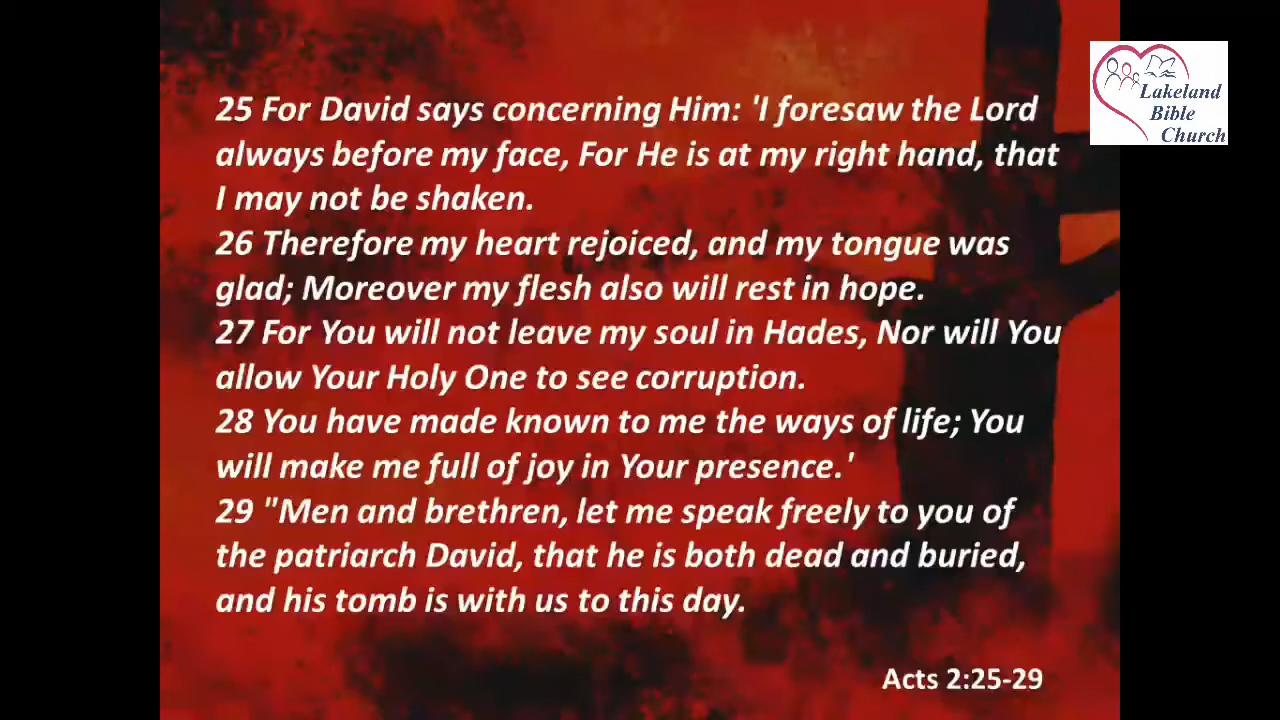 25 For David says concerning Him: 'I foresaw the Lord
always before my face, For He is at my right hand, that
I may not be shaken.
26 Therefore my heart rejoiced, and my tongue was
glad; Moreover my flesh also will rest in hope.
27 For You will not leave my soul in Hades, Nor will You
allow Your Holy One to see corruption.
28 You have made known to me the ways of life; You
will make me full of joy in Your presence.'
29 "Men and brethren, let me speak freely to you of
the patriarch David, that he is both dead and buried,
and his tomb is with us to this day.
Acts 2:25-29
Lakeland
Bible
Church